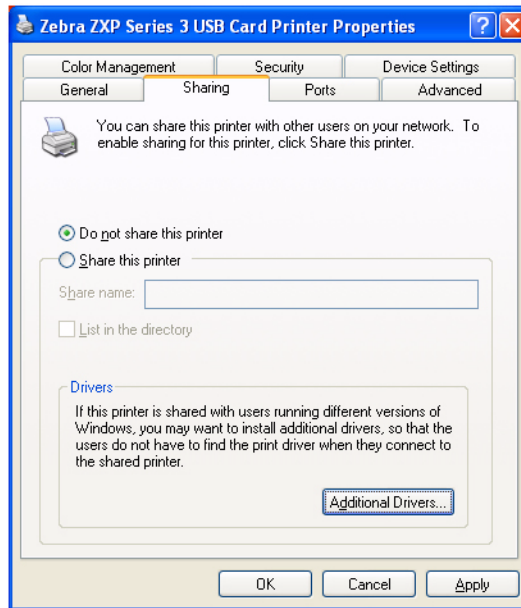 Zebra ZXP Series 3 USB Card Printer Properties
Color Management
Security
Device Settings
General
Sharing
Ports
Advanced
You can share this printer with other users on your network. To
enable sharing for this printer, click Share this printer.
Do not share this printer
Share this printer
Share name:
List in the directory
Drivers
If this printer is shared with users running different versions of
Windows, you may want to install additional drivers, so that the
users do not have to find the print driver when they connect to
the shared printer.
Additional Drivers...
OK
Cancel
Apply